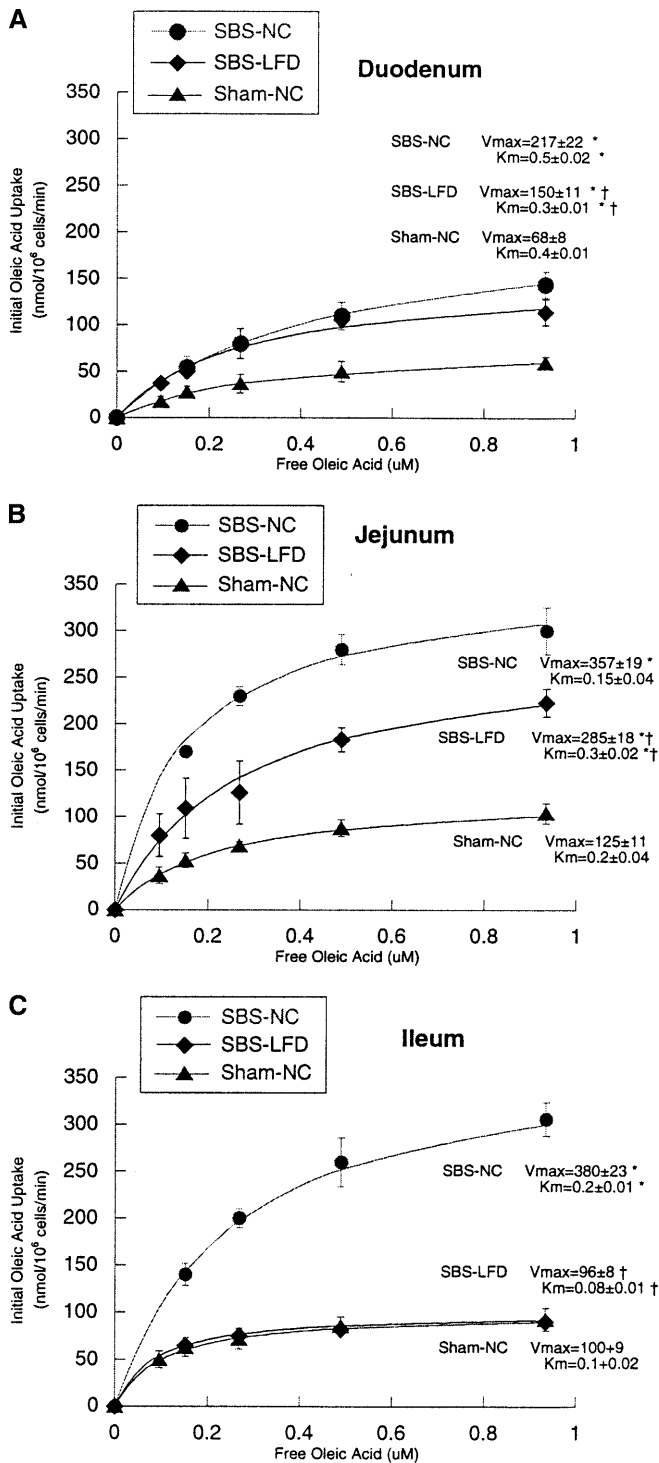 A
SBS-NC
SBS-LFD
Sham-NC
Duodenum
350
300
250
200
150
100
50
0
Initial Oleic Acid Uptake
(nmol/10⁶ cells/min)
SBS-NC Vmax=217±22 *
Km=0.5±0.02 *
SBS-LFD Vmax=150±11 * †
Km=0.3±0.01 * †
Sham-NC Vmax=68±8
Km=0.4±0.01
0 0.2 0.4 0.6 0.8 1
Free Oleic Acid (uM)
B
SBS-NC
SBS-LFD
Sham-NC
Jejunum
350
300
250
200
150
100
50
0
Initial Oleic Acid Uptake
(nmol/10⁶ cells/min)
SBS-NC Vmax=357±19 *
Km=0.15±0.04
SBS-LFD Vmax=285±18 *†
Km=0.3±0.02 *†
Sham-NC Vmax=125±11
Km=0.2±0.04
0 0.2 0.4 0.6 0.8 1
Free Oleic Acid (uM)
C
SBS-NC
SBS-LFD
Sham-NC
Ileum
350
300
250
200
150
100
50
0
Initial Oleic Acid Uptake
(nmol/10⁶ cells/min)
SBS-NC Vmax=380±23 *
Km=0.2±0.01 *
SBS-LFD Vmax=96±8 †
Km=0.08±0.01 †
Sham-NC Vmax=100+9
Km=0.1+0.02
0 0.2 0.4 0.6 0.8 1
Free Oleic Acid (uM)